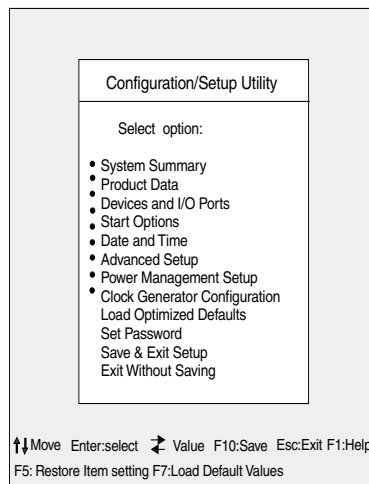 Configuration/Setup Utility
Select option:
• System Summary
• Product Data
• Devices and I/O Ports
• Start Options
• Date and Time
• Advanced Setup
• Power Management Setup
• Clock Generator Configuration
Load Optimized Defaults
Set Password
Save & Exit Setup
Exit Without Saving
Move Enter:select Value F10:Save Esc:Exit F1:Help
F5: Restore Item setting F7:Load Default Values